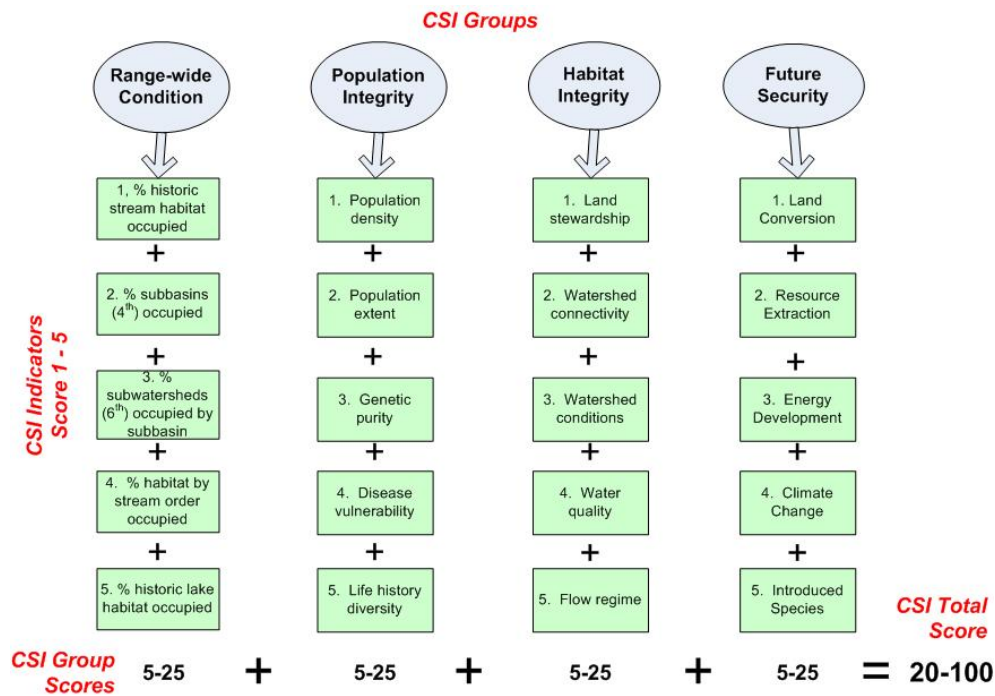 CSI Groups
Range-wide
Condition
Population
Integrity
Habitat
Integrity
Future
Security
CSI Indicators
Score 1 - 5
1, % historic
stream habitat
occupied
+
2. % subbasins
(4th) occupied
+
3. %
subwatersheds
(6th) occupied by
subbasin
+
4. % habitat by
stream order
occupied
+
5. % historic lake
habitat occupied
1. Population
density
+
2. Population
extent
+
3. Genetic
purity
+
4. Disease
vulnerability
+
5. Life history
diversity
1. Land
stewardship
+
2. Watershed
connectivity
+
3. Watershed
conditions
+
4. Water
quality
+
5. Flow regime
1. Land
Conversion
+
2. Resource
Extraction
+
3. Energy
Development
+
4. Climate
Change
+
5. Introduced
Species
CSI Total
Score
CSI Group
Scores
5-25 + 5-25 + 5-25 + 5-25 = 20-100